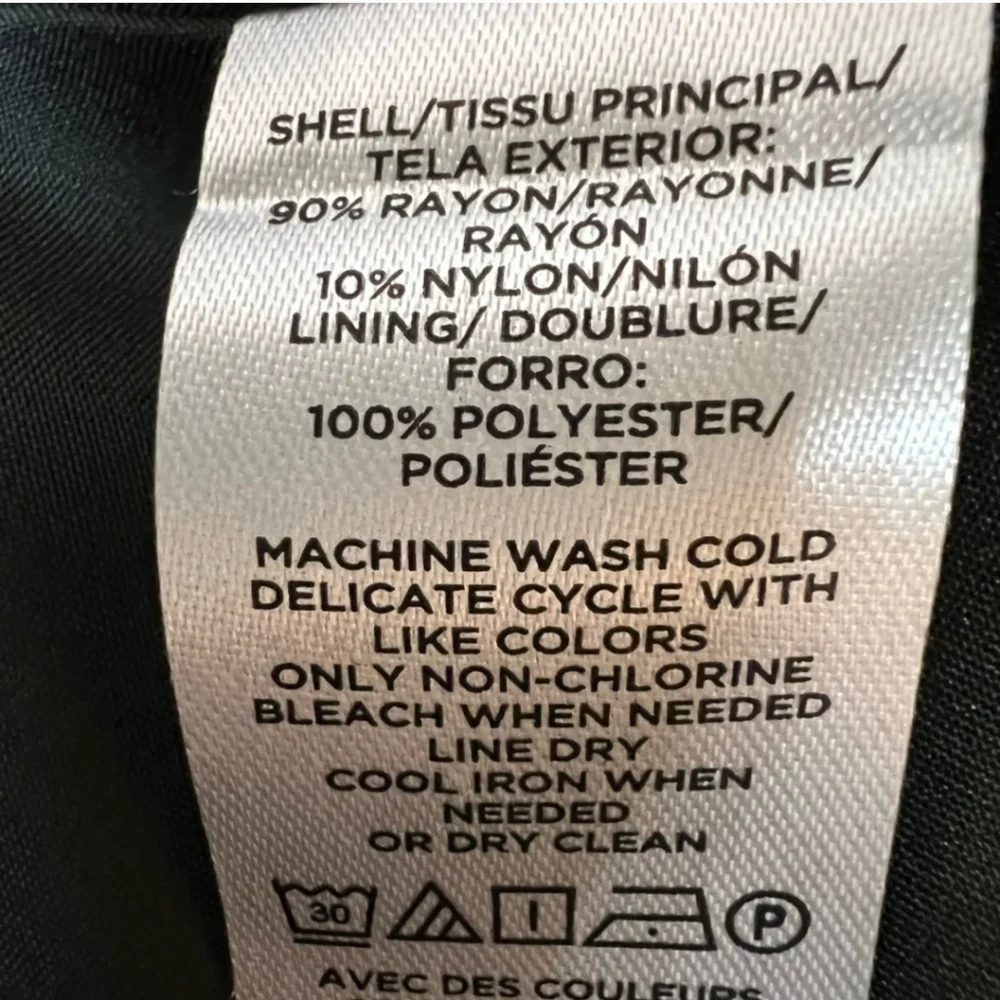 SHELL/TISSU PRINCIPAL/
TELA EXTERIOR:
90% RAYON/RAYONNE/
RAYÓN
10% NYLON/NILÓN
LINING/ DOUBLURE/
FORRO:
100% POLYESTER/
POLIÉSTER
MACHINE WASH COLD
DELICATE CYCLE WITH
LIKE COLORS
ONLY NON-CHLORINE
BLEACH WHEN NEEDED
LINE DRY
COOL IRON WHEN
NEEDED
OR DRY CLEAN
30 P
AVEC DES COULEURS